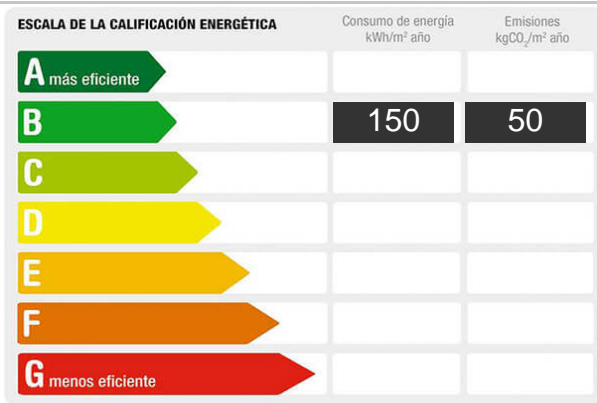 ESCALA DE LA CALIFICACIÓN ENERGÉTICA
Consumo de energía
kWh/m² año
Emisiones
kgCO₂/m² año
A más eficiente
B
150
50
C
D
E
F
G menos eficiente